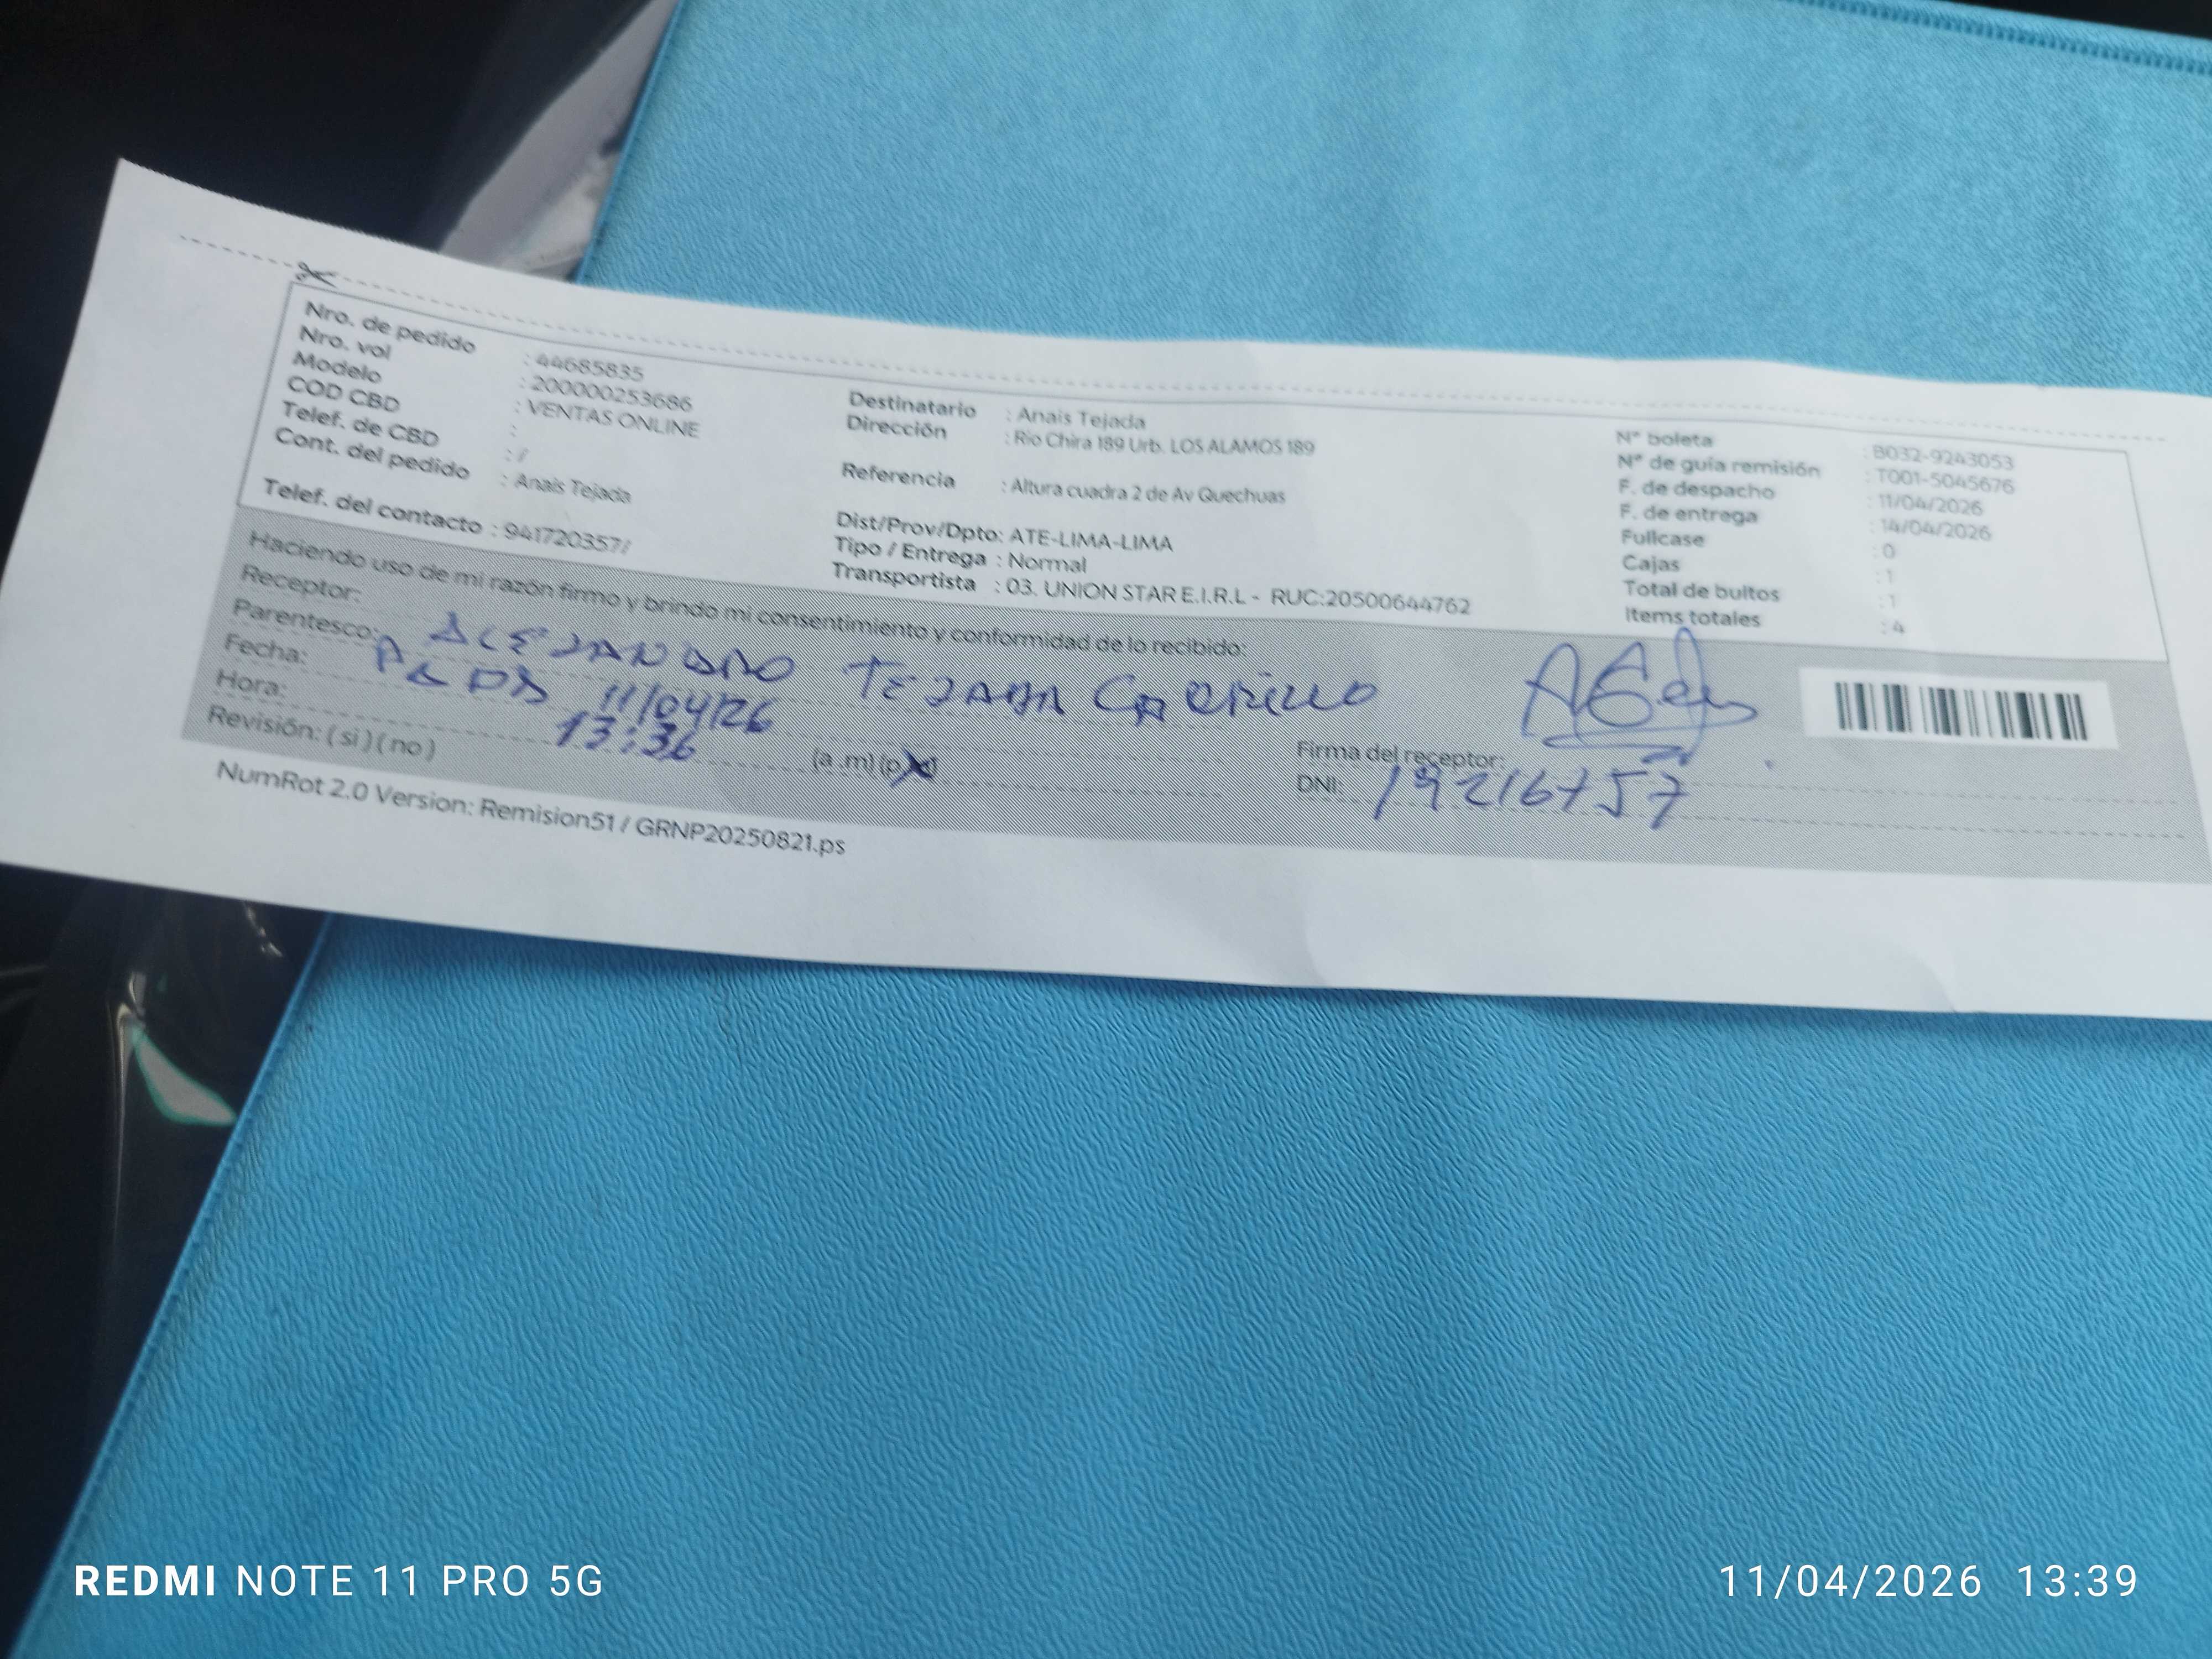 Nro. de pedido : 44685835
Nro. vol : 200000253686
Modelo : VENTAS ONLINE
COD CBD :
Telef. de CBD : /
Cont. del pedido : Anais Tejada
Telef. del contacto : 941720357/
Destinatario : Anais Tejada
Dirección : Rio Chira 189 Urb. LOS ALAMOS 189
Referencia : Altura cuadra 2 de Av Quechuas
Dist/Prov/Dpto: ATE-LIMA-LIMA
Tipo / Entrega : Normal
Transportista : 03. UNION STAR E.I.R.L - RUC:20500644762
N° boleta : B032-9243053
N° de guía remisión : T001-5045676
F. de despacho : 11/04/2026
F. de entrega : 14/04/2026
Fullcase : 0
Cajas : 1
Total de bultos : 1
Items totales : 4
Haciendo uso de mi razón firmo y brindo mi consentimiento y conformidad de lo recibido:
Receptor: ALEJANDRO TEJADA
Parentesco:
Fecha: 11/04/26
Hora: 13:36 (a .m) (p
Revisión: ( si ) ( no )
Firma del receptor:
DNI: 19216757
NumRot 2.0 Version: Remision51 / GRNP20250821.ps
REDMI NOTE 11 PRO 5G
11/04/2026 13:39